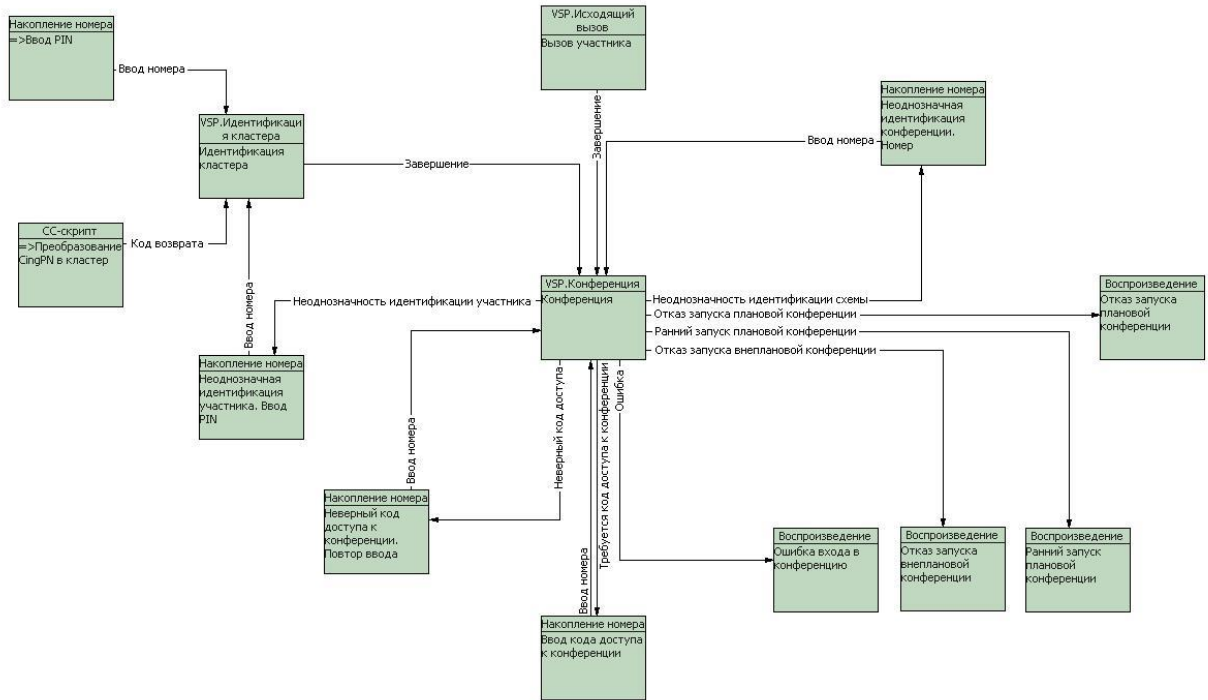 Накопление номера
=>Ввод PIN
Ввод номера
VSP.Исходящий
вызов
Вызов участника
Завершение
Накопление номера
Неоднозначная
идентификация
конференции.
Номер
Ввод номера
VSP.Идентификаци
я кластера
Идентификация
кластера
Завершение
СС-скрипт
=>Преобразование
CingPN в кластер
Код возврата
Ввод номера
VSP.Конференция
Конференция
Неоднозначность идентификации участника
Неоднозначность идентификации схемы
Отказ запуска плановой конференции
Ранний запуск плановой конференции
Отказ запуска внеплановой конференции
Воспроизведение
Отказ запуска
плановой
конференции
Накопление номера
Неоднозначная
идентификация
участника. Ввод
PIN
Ввод номера
Неверный код доступа
Требуется код доступа к конференции
Ошибка
Накопление номера
Неверный код
доступа к
конференции.
Повтор ввода
Ввод номера
Воспроизведение
Ошибка входа в
конференцию
Воспроизведение
Отказ запуска
внеплановой
конференции
Воспроизведение
Ранний запуск
плановой
конференции
Накопление номера
Ввод кода доступа
к конференции